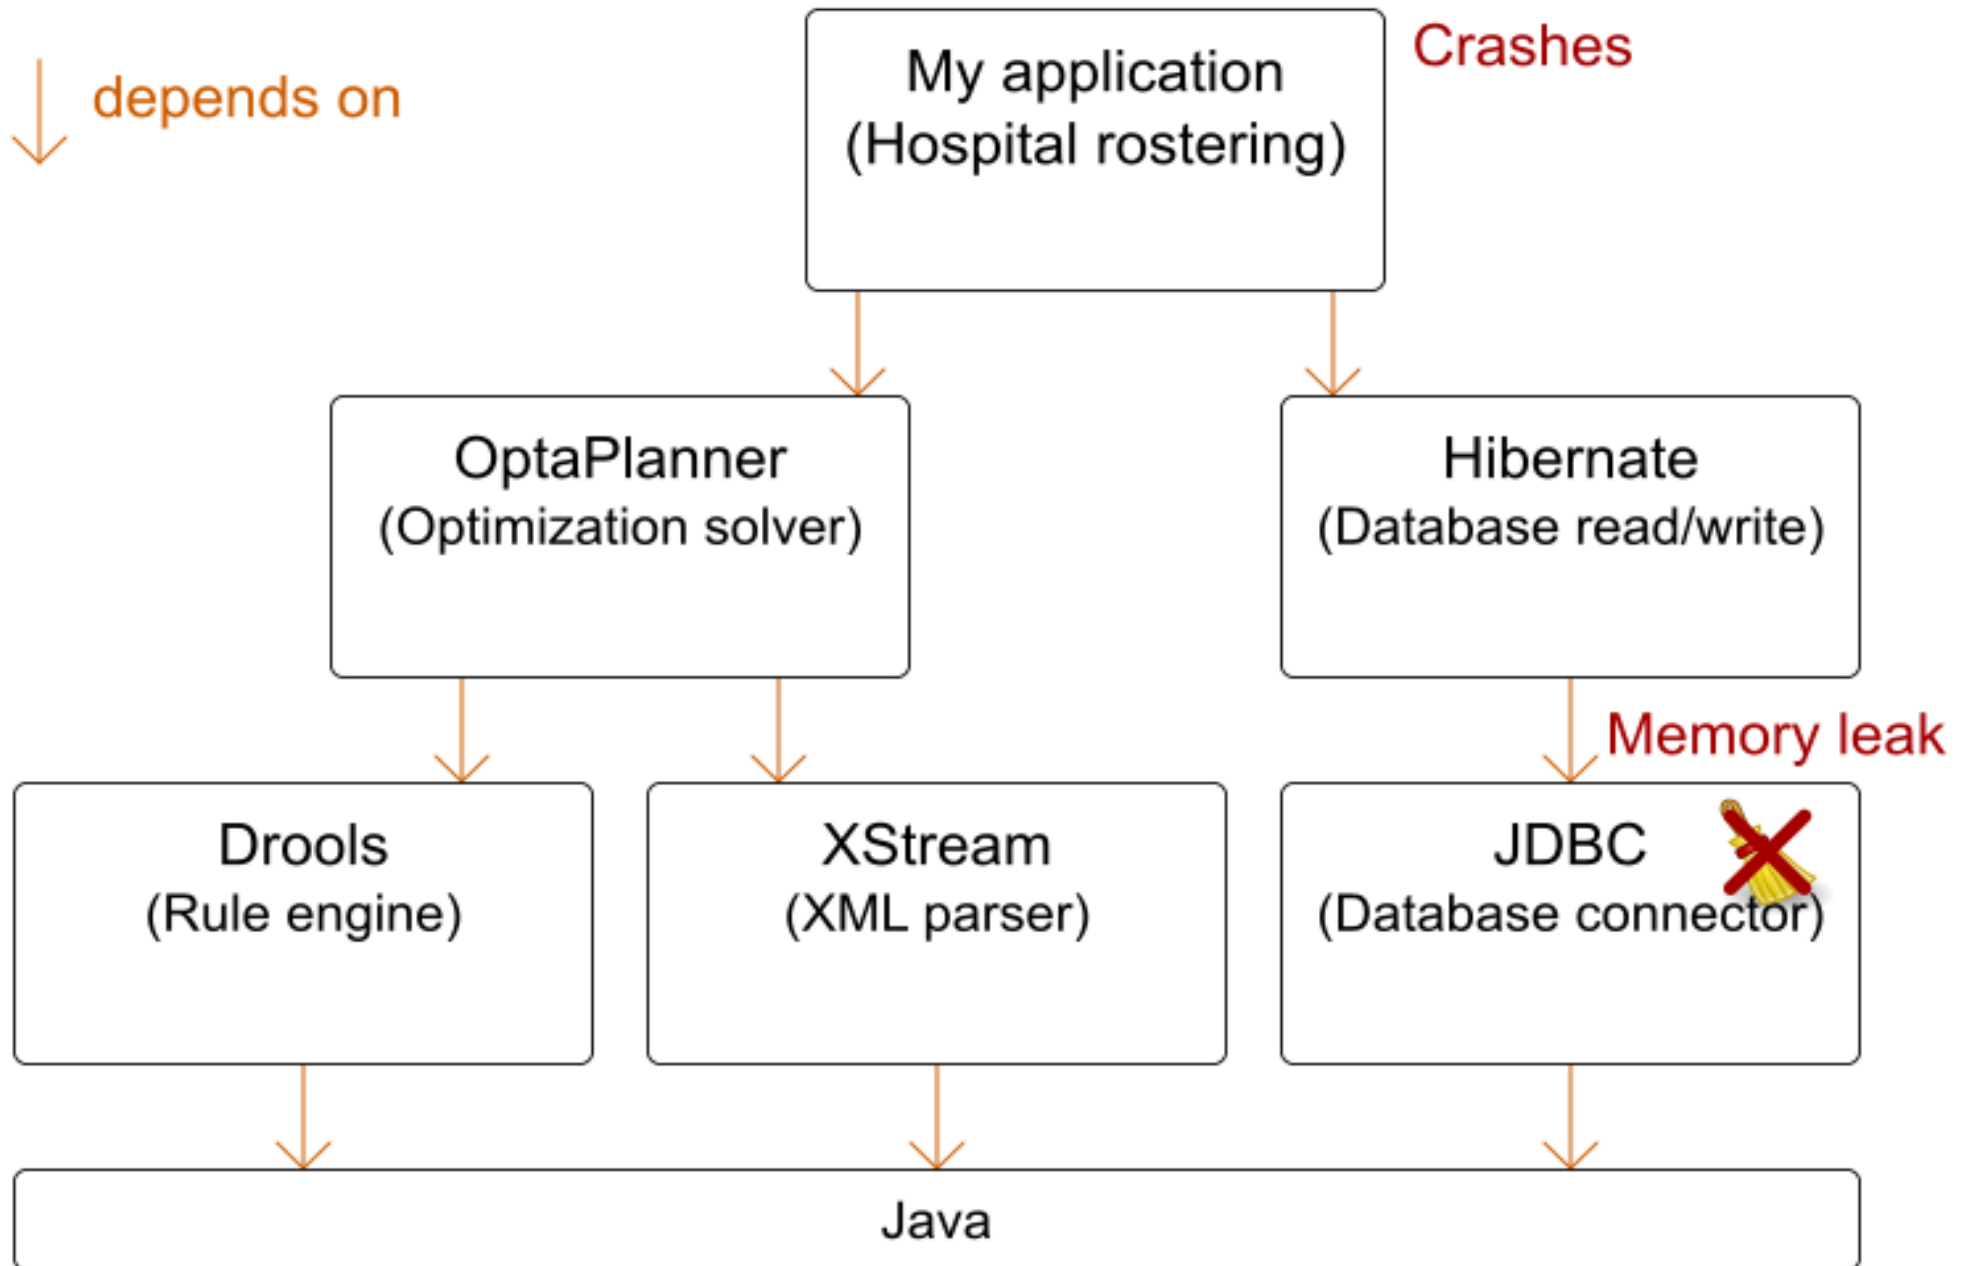 depends on
My application
(Hospital rostering)
Crashes
OptaPlanner
(Optimization solver)
Hibernate
(Database read/write)
Memory leak
Drools
(Rule engine)
XStream
(XML parser)
JDBC
(Database connector)
Java